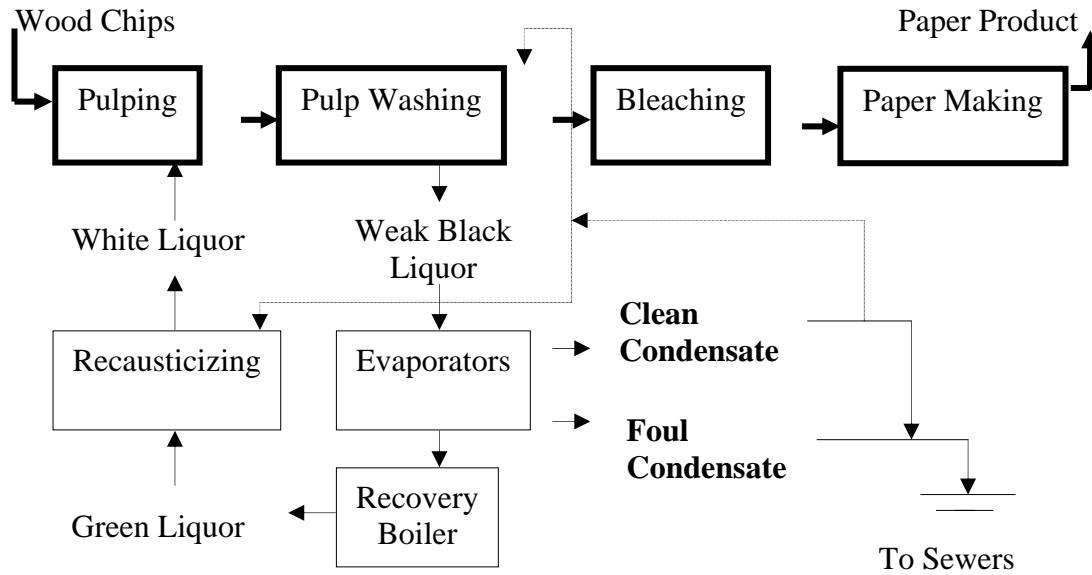 Wood Chips
Paper Product
Pulping
Pulp Washing
Bleaching
Paper Making
White Liquor
Weak Black
Liquor
Clean
Condensate
Recausticizing
Evaporators
Foul
Condensate
Green Liquor
Recovery
Boiler
To Sewers